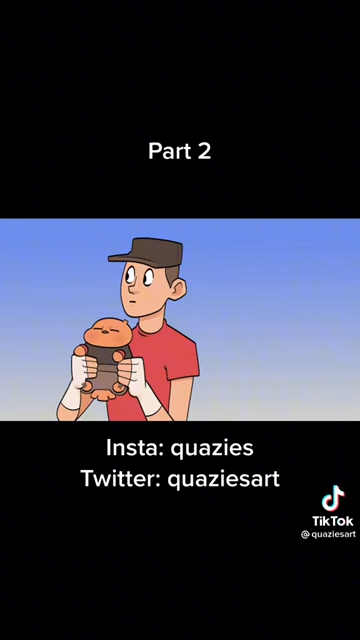 Part 2
Insta: quazies
Twitter: quaziesart
TikTok
@ quaziesart